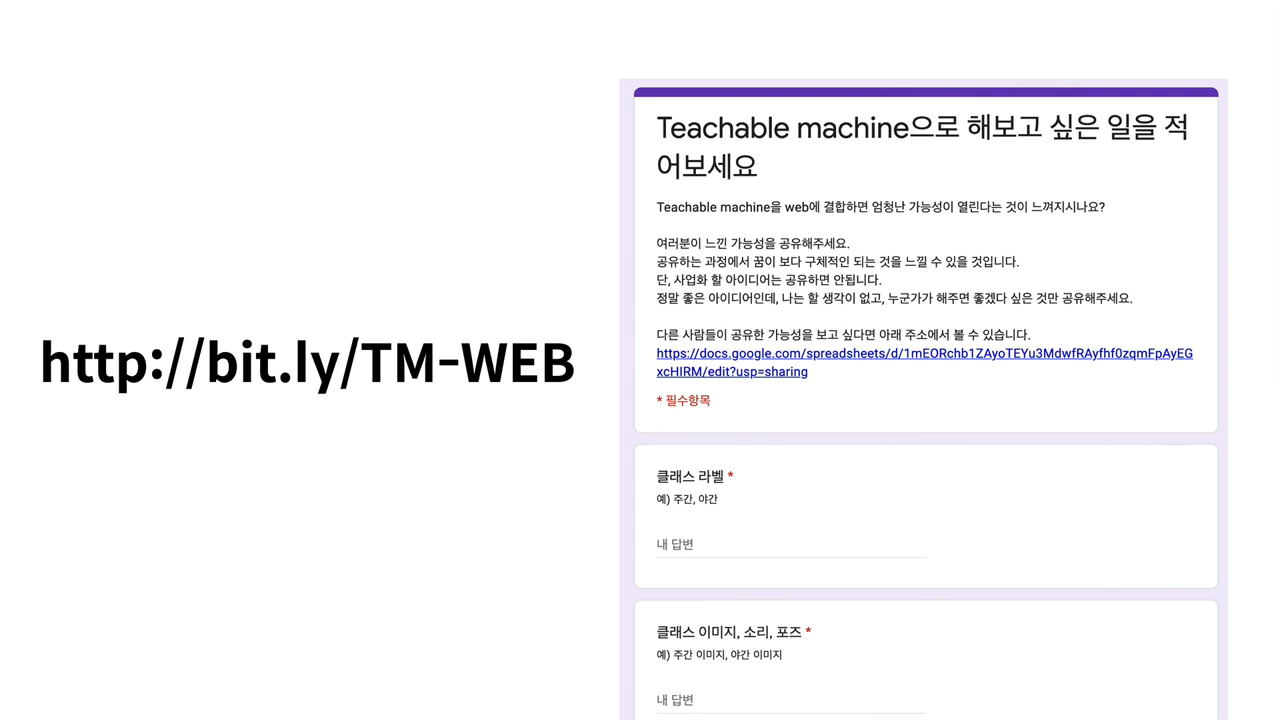 http://bit.ly/TM-WEB
Teachable machine으로 해보고 싶은 일을 적
어보세요
Teachable machine을 web에 결합하면 엄청난 가능성이 열린다는 것이 느껴지시나요?
여러분이 느낀 가능성을 공유해주세요.
공유하는 과정에서 꿈이 보다 구체적인 되는 것을 느낄 수 있을 것입니다.
단, 사업화 할 아이디어는 공유하면 안됩니다.
정말 좋은 아이디어인데, 나는 할 생각이 없고, 누군가가 해주면 좋겠다 싶은 것만 공유해주세요.
다른 사람들이 공유한 가능성을 보고 싶다면 아래 주소에서 볼 수 있습니다.
https://docs.google.com/spreadsheets/d/1mEORchb1ZAyoTEYu3MdwfRAyfhf0zqmFpAyEG
xcHIRM/edit?usp=sharing
* 필수항목
클래스 라벨 *
예) 주간, 야간
내 답변
클래스 이미지, 소리, 포즈 *
예) 주간 이미지, 야간 이미지
내 답변